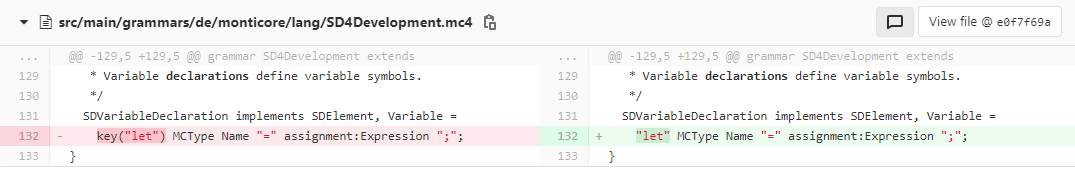 src/main/grammars/de/monticore/lang/SD4Development.mc4
View file @ e0f7f69a
... @@ -129,5 +129,5 @@ grammar SD4Development extends
129 * Variable declarations define variable symbols.
130 */
131 SDVariableDeclaration implements SDElement, Variable =
132 - key("let") MCType Name "=" assignment:Expression ";";
133 }
... @@ -129,5 +129,5 @@ grammar SD4Development extends
129 * Variable declarations define variable symbols.
130 */
131 SDVariableDeclaration implements SDElement, Variable =
132 + "let" MCType Name "=" assignment:Expression ";";
133 }